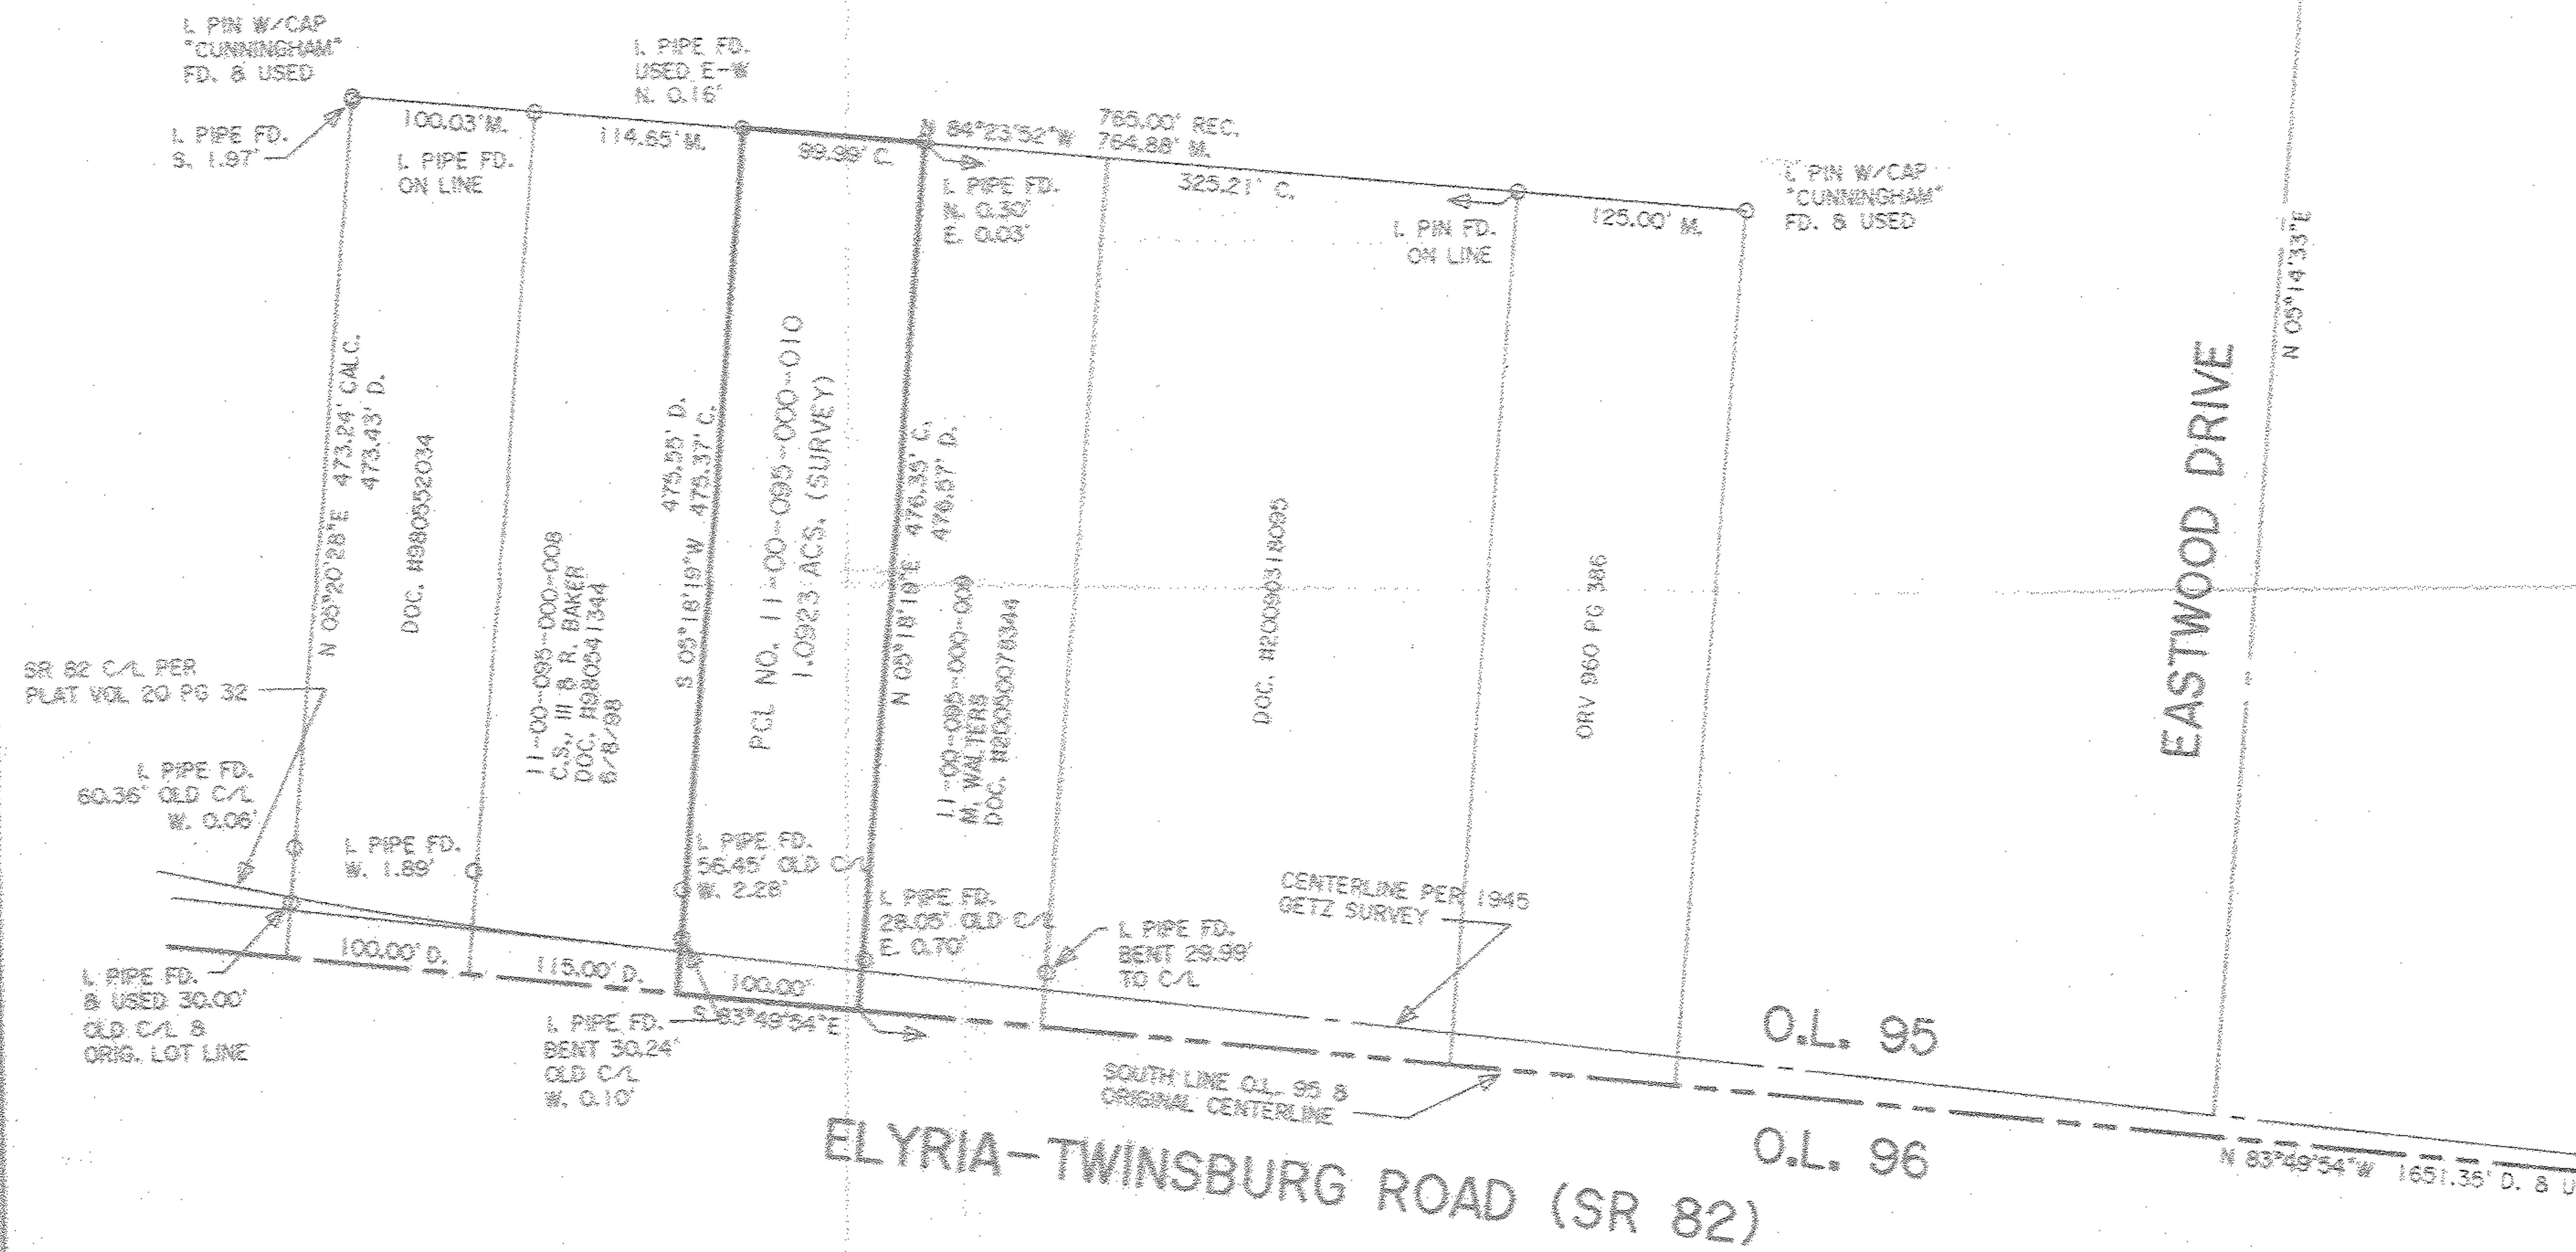 I. PIN W/CAP
"CUNNINGHAM"
FD. & USED
I. PIPE FD.
USED E-W
N. 0.16'
I. PIPE FD.
S. 1.97'
100.03' M.
I. PIPE FD.
ON LINE
114.65' M.
99.99' C.
N 84°23'52"W
765.00' REC.
764.88' M.
325.21' C.
I. PIPE FD.
N. 0.30'
E. 0.03'
I. PIN FD.
ON LINE
125.00' M.
I. PIN W/CAP
"CUNNINGHAM"
FD. & USED
N 05°14'33"E
EASTWOOD DRIVE
N 05°20'28"E 473.24' CALC.
473.43' D.
DOC. #980552034
11-00-095-000-008
C.S., III & R. BAKER
DOC. #980541344
6/8/98
475.55' D.
S 05°18'19"W 475.37' C.
PCL NO. 11-00-095-000-010
1.0923 ACS. (SURVEY)
N 05°18'19"E 476.35' C.
476.57' D.
M. WALTERS
DOC. #20050078344
ORV 960 PG 386
SR 82 C/L PER
PLAT VOL 20 PG 32
I. PIPE FD.
60.36' OLD C/L
W. 0.06'
I. PIPE FD.
W. 1.89'
I. PIPE FD.
56.45' OLD C/L
W. 2.28'
I. PIPE FD.
28.05' OLD C/L
E. 0.70'
I. PIPE FD.
BENT 29.99'
TO C/L
CENTERLINE PER 1945
GETZ SURVEY
I. PIPE FD.
& USED 30.00'
OLD C/L &
ORIG. LOT LINE
100.00' D.
115.00' D.
100.00'
S 83°49'54"E
I. PIPE FD.
BENT 30.24'
OLD C/L
W. 0.10'
SOUTH LINE O.L. 95 &
ORIGINAL CENTERLINE
O.L. 95
O.L. 96
ELYRIA-TWINSBURG ROAD (SR 82)
N 83°49'54"W 1651.36' D. & U